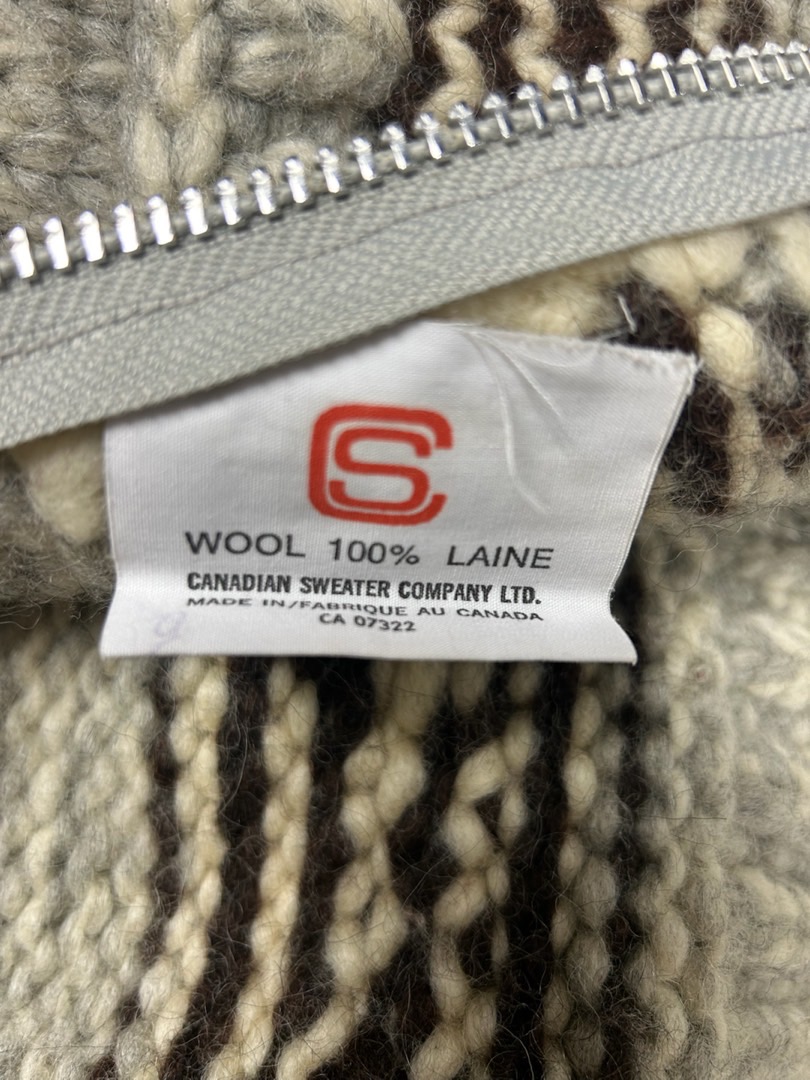 CS
WOOL 100% LAINE
CANADIAN SWEATER COMPANY LTD.
MADE IN/FABRIQUE AU CANADA
CA 07322